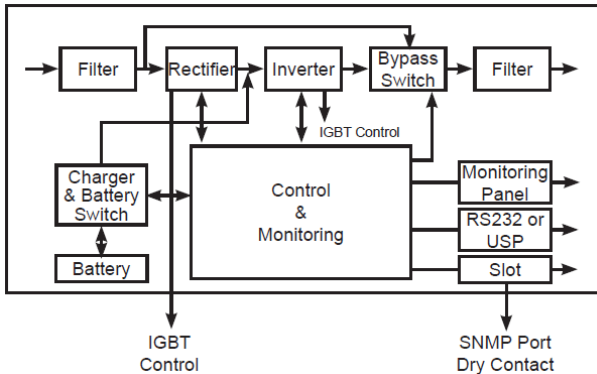 Filter
Rectifier
Inverter
Bypass
Switch
Filter
IGBT Control
Charger
& Battery
Switch
Control
&
Monitoring
Monitoring
Panel
RS232 or
USP
Battery
Slot
IGBT
Control
SNMP Port
Dry Contact